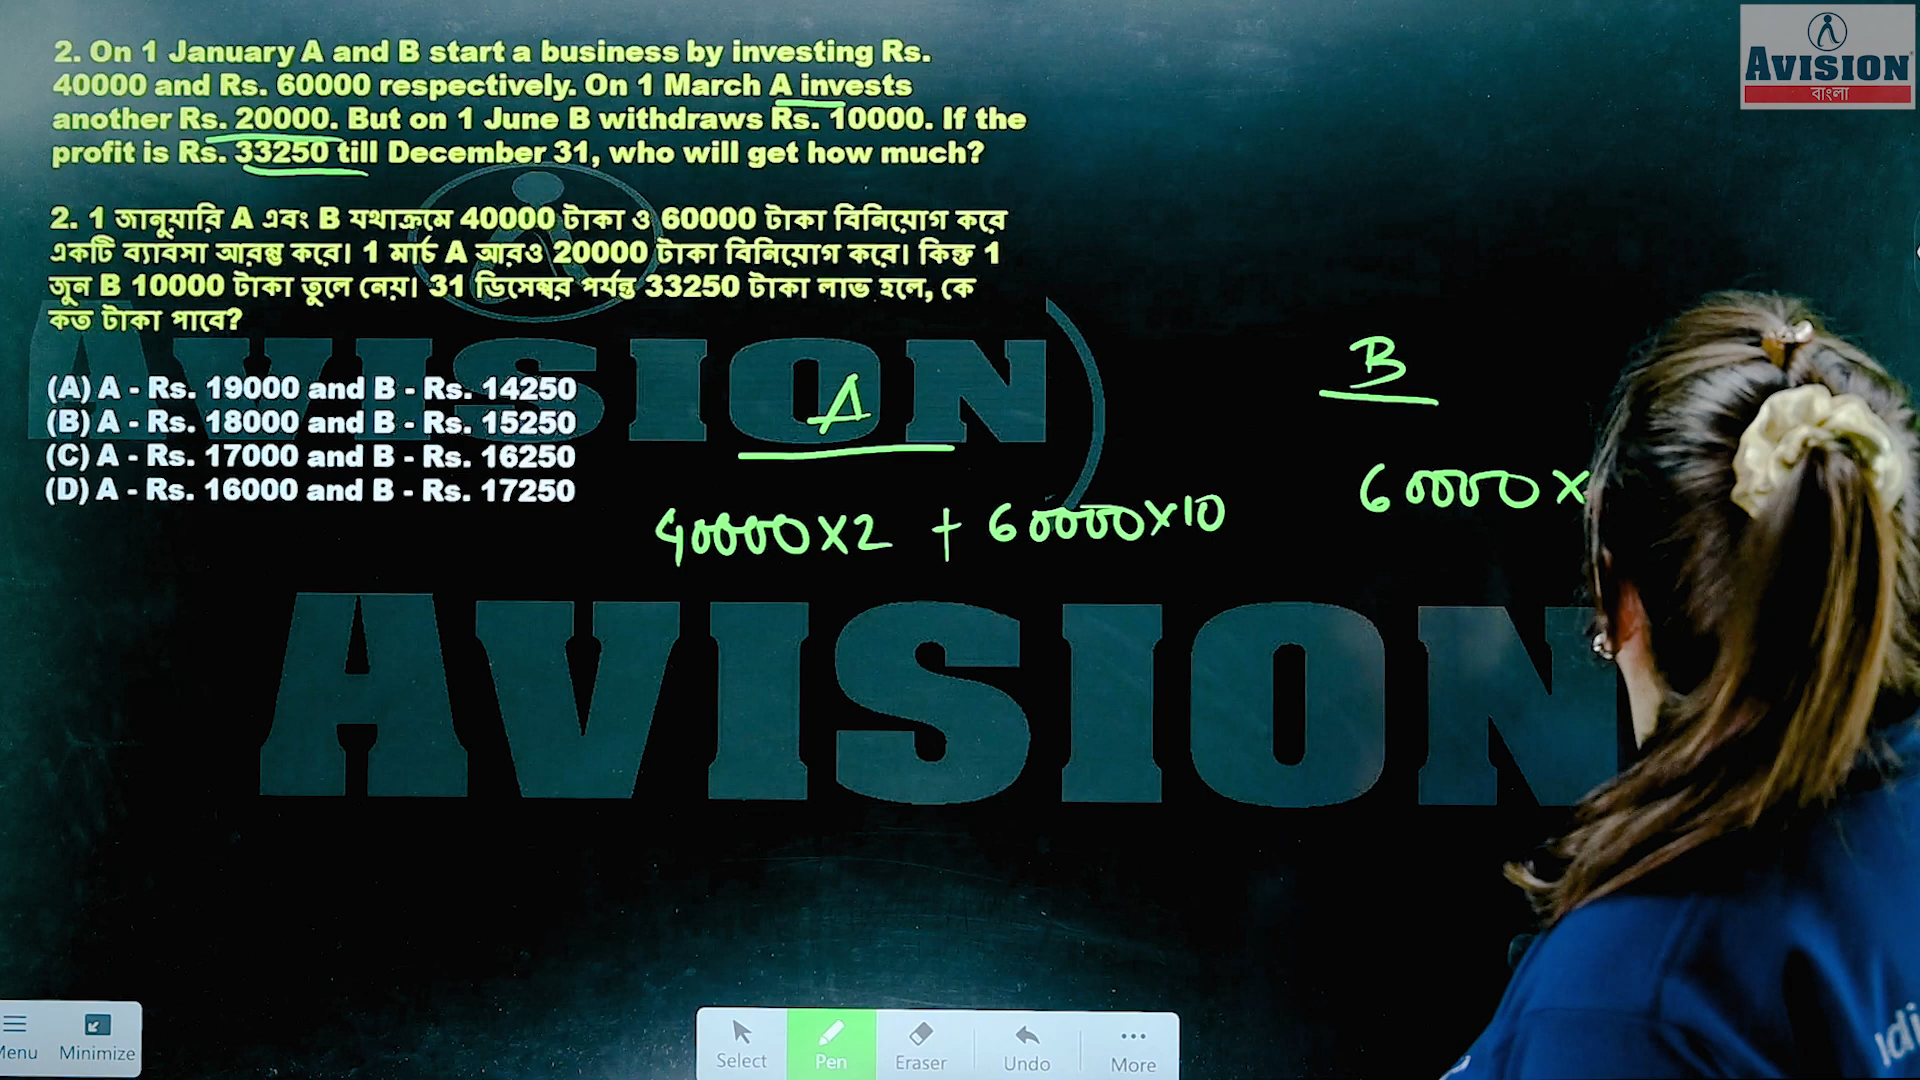 2. On 1 January A and B start a business by investing Rs.
40000 and Rs. 60000 respectively. On 1 March A invests
another Rs. 20000. But on 1 June B withdraws Rs. 10000. If the
profit is Rs. 33250 till December 31, who will get how much?
2. 1 জানুয়ারি A এবং B যথাক্রমে 40000 টাকা ও 60000 টাকা বিনিয়োগ করে
একটি ব্যাবসা আরম্ভ করে। 1 মার্চ A আরও 20000 টাকা বিনিয়োগ করে। কিন্তু 1
জুন B 10000 টাকা তুলে নেয়। 31 ডিসেম্বর পর্যন্ত 33250 টাকা লাভ হলে, কে
কত টাকা পাবে?
(A) A - Rs. 19000 and B - Rs. 14250
(B) A - Rs. 18000 and B - Rs. 15250
(C) A - Rs. 17000 and B - Rs. 16250
(D) A - Rs. 16000 and B - Rs. 17250
A
40000 × 2 + 60000 × 10
B
60000 ×
AVISION
AVISION
AVISION
বাংলা
Menu Minimize
Select Pen Eraser Undo More